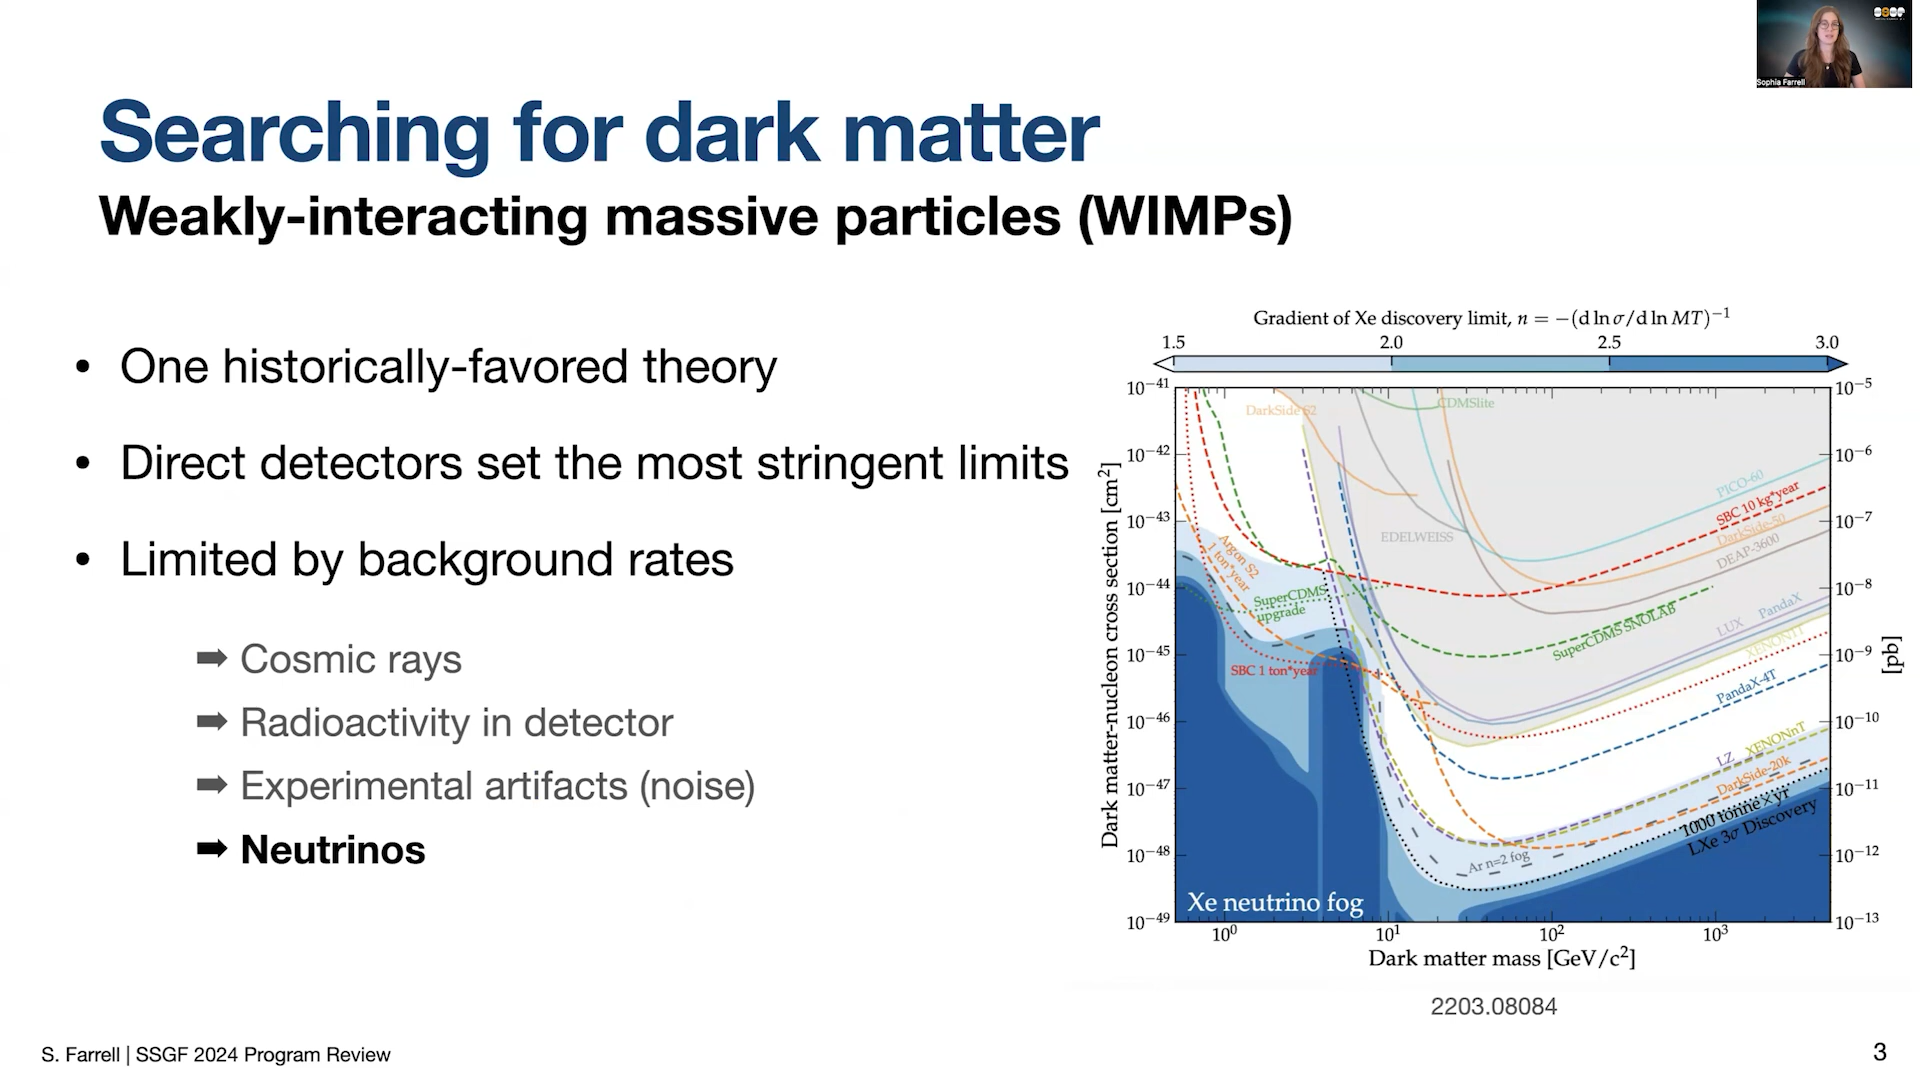 Sophia Farrell
Searching for dark matter
Weakly-interacting massive particles (WIMPs)
• One historically-favored theory
• Direct detectors set the most stringent limits
• Limited by background rates
➡ Cosmic rays
➡ Radioactivity in detector
➡ Experimental artifacts (noise)
➡ Neutrinos
Gradient of Xe discovery limit, n = −(d ln σ/d ln MT)⁻¹
1.5 2.0 2.5 3.0
10⁻⁴¹ 10⁻⁵
10⁻⁴² 10⁻⁶
10⁻⁴³ 10⁻⁷
10⁻⁴⁴ 10⁻⁸
10⁻⁴⁵ 10⁻⁹
10⁻⁴⁶ 10⁻¹⁰
10⁻⁴⁷ 10⁻¹¹
10⁻⁴⁸ 10⁻¹²
10⁻⁴⁹ 10⁻¹³
Dark matter-nucleon cross section [cm²]
[pb]
DarkSide S2
CDMSlite
PICO-60
SBC 10 kg*year
DarkSide-50
EDELWEISS
DEAP-3600
Argon S2
1 ton*year
SuperCDMS
upgrade
SuperCDMS SNOLAB
LUX
PandaX
XENON1T
SBC 1 ton*year
PandaX-4T
LZ
XENONnT
DarkSide-20k
1000 tonne×yr
LXe 3σ Discovery
Ar n=2 fog
Xe neutrino fog
10⁰ 10¹ 10² 10³
Dark matter mass [GeV/c²]
2203.08084
S. Farrell | SSGF 2024 Program Review
3